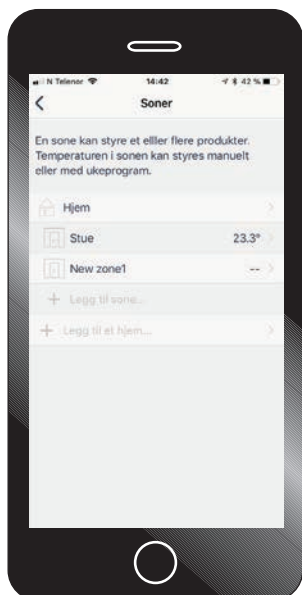 N Telenor 14:42 42 %
Soner
En sone kan styre et elller flere produkter.
Temperaturen i sonen kan styres manuelt
eller med ukeprogram.
Hjem
Stue 23.3°
New zone1 --
+ Legg til sone...
+ Legg til et hjem...